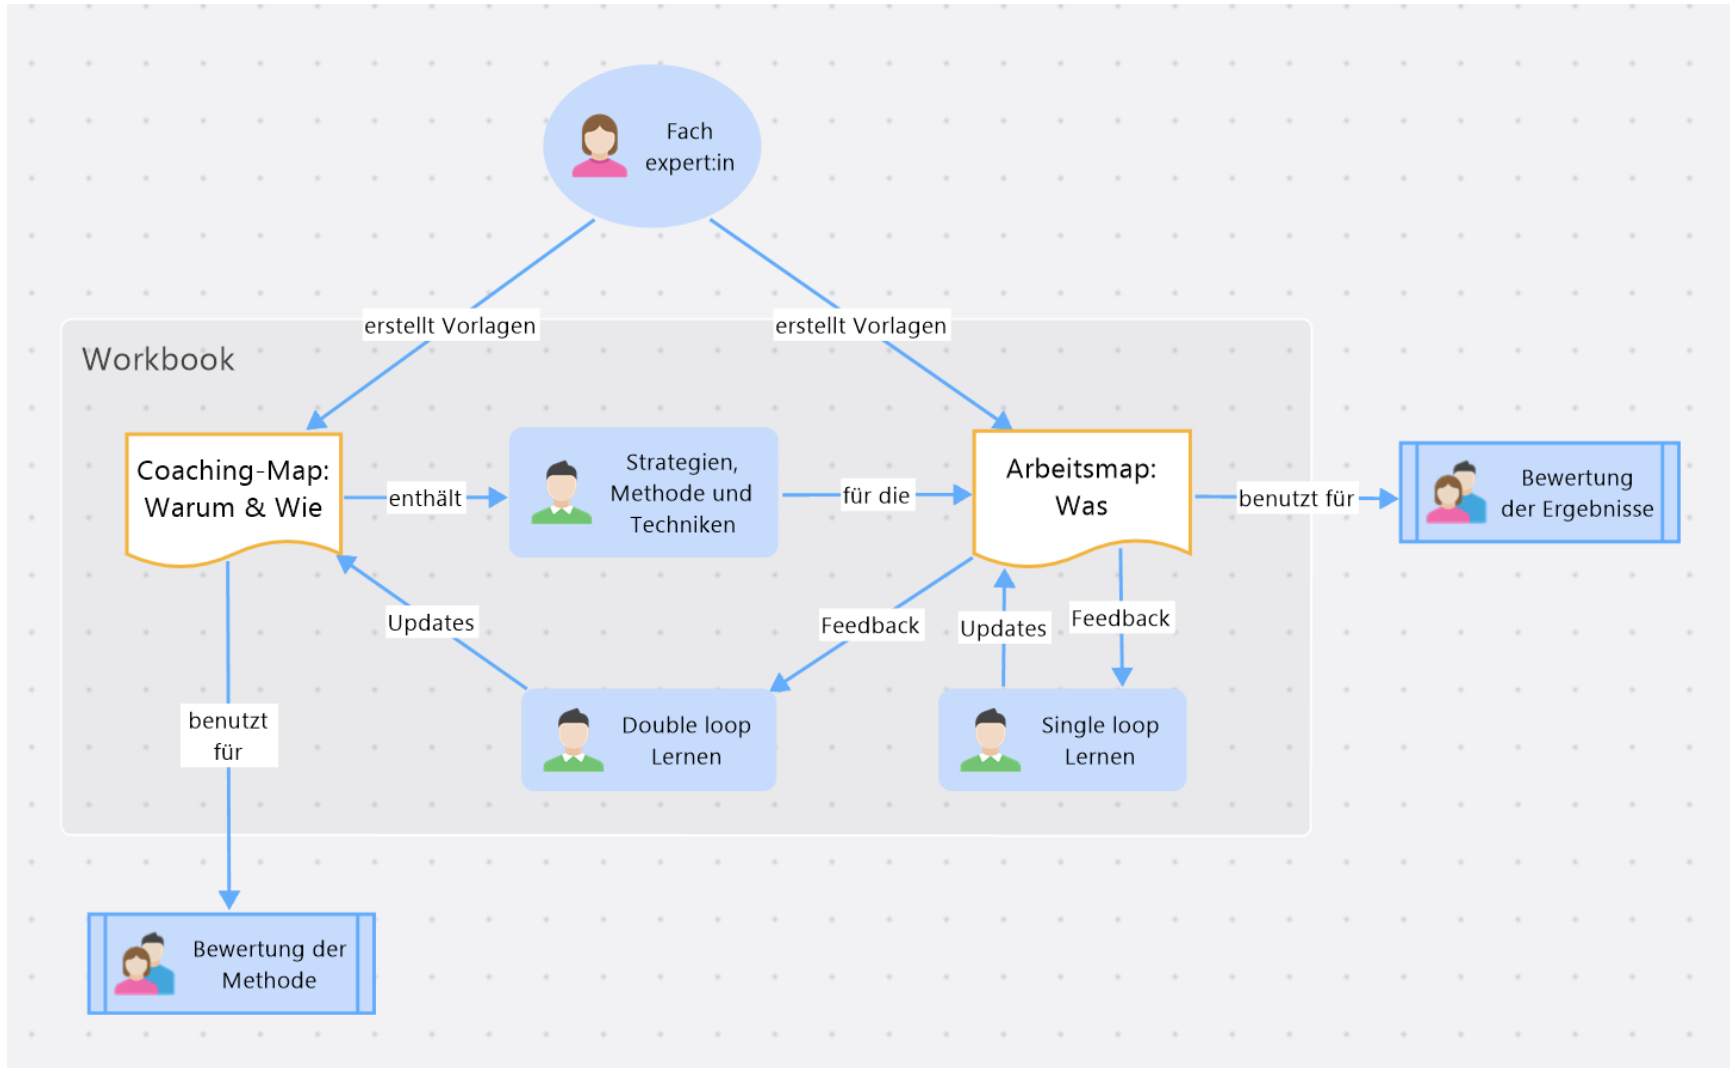 Fach
expert:in
erstellt Vorlagen
erstellt Vorlagen
Workbook
Coaching-Map:
Warum & Wie
enthält
Strategien,
Methode und
Techniken
für die
Arbeitsmap:
Was
benutzt für
Bewertung
der Ergebnisse
Updates
Feedback
Updates
Feedback
benutzt
für
Double loop
Lernen
Single loop
Lernen
Bewertung der
Methode